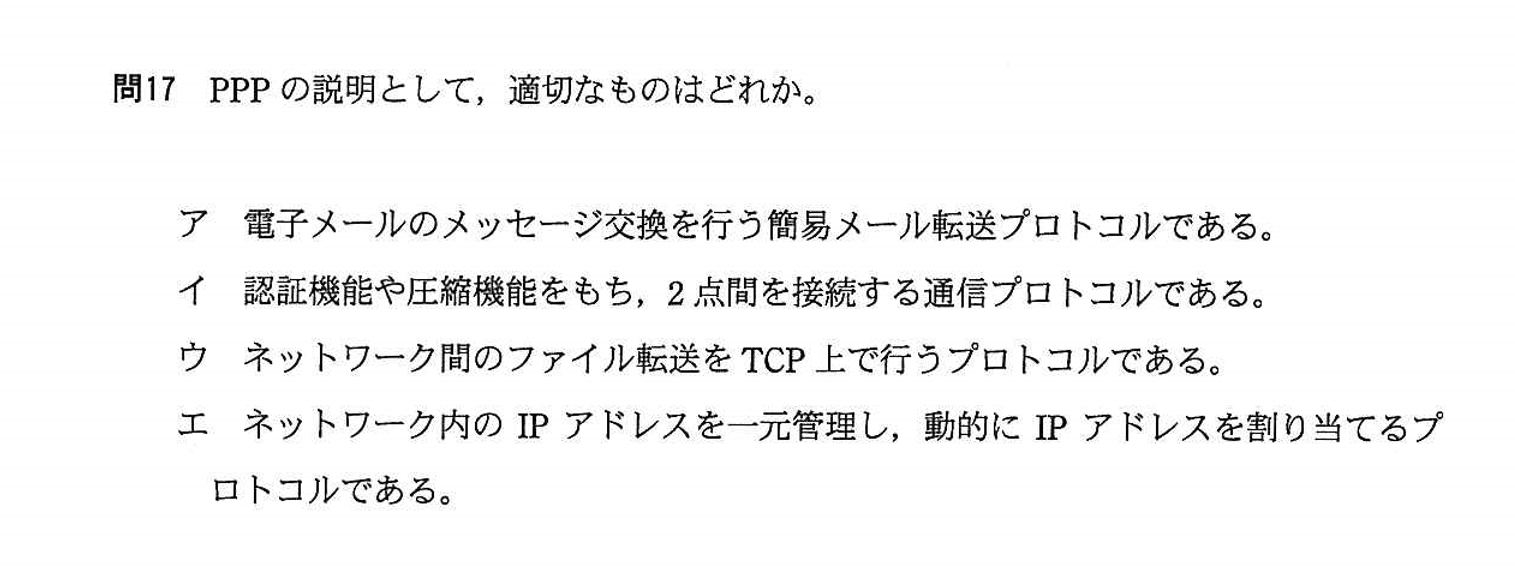 問17 PPP の説明として，適切なものはどれか。
ア 電子メールのメッセージ交換を行う簡易メール転送プロトコルである。
イ 認証機能や圧縮機能をもち，2 点間を接続する通信プロトコルである。
ウ ネットワーク間のファイル転送を TCP 上で行うプロトコルである。
エ ネットワーク内の IP アドレスを一元管理し，動的に IP アドレスを割り当てるプ
ロトコルである。